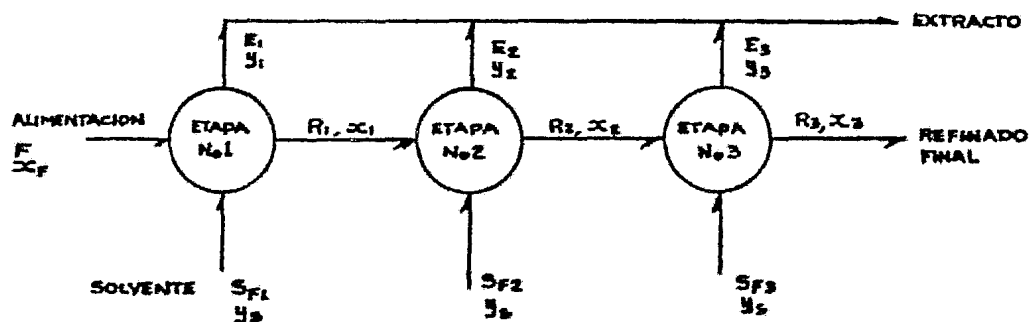 EXTRACTO
E1
y1
E2
y2
E3
y3
ALIMENTACION
F
xF
ETAPA
No1
R1, x1
ETAPA
No2
R2, x2
ETAPA
No3
R3, x3
REFINADO
FINAL
SOLVENTE
SF1
ys
SF2
ys
SF3
ys